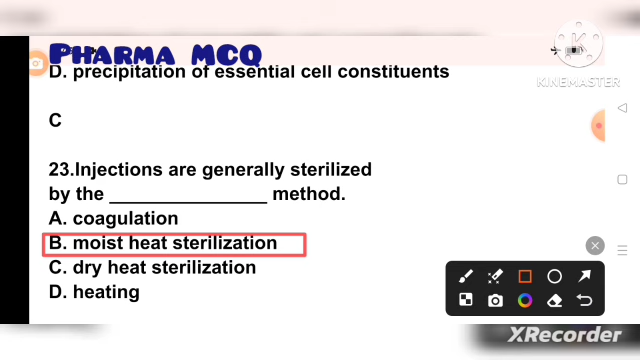 PHARMA MCQ
D. precipitation of essential cell constituents
KINEMASTER
C
23.Injections are generally sterilized
by the ________________ method.
A. coagulation
B. moist heat sterilization
C. dry heat sterilization
D. heating
XRecorder